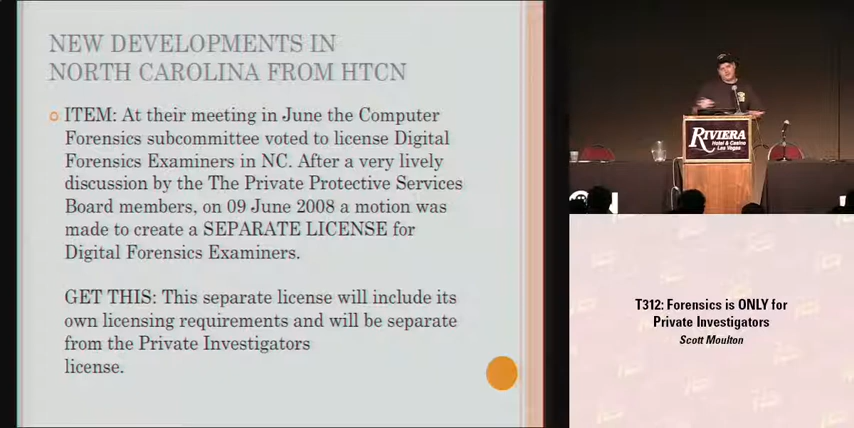 NEW DEVELOPMENTS IN
NORTH CAROLINA FROM HTCN
ITEM: At their meeting in June the Computer
Forensics subcommittee voted to license Digital
Forensics Examiners in NC. After a very lively
discussion by the The Private Protective Services
Board members, on 09 June 2008 a motion was
made to create a SEPARATE LICENSE for
Digital Forensics Examiners.
GET THIS: This separate license will include its
own licensing requirements and will be separate
from the Private Investigators
license.
RIVIERA
Hotel & Casino
Las Vegas
T312: Forensics is ONLY for
Private Investigators
Scott Moulton